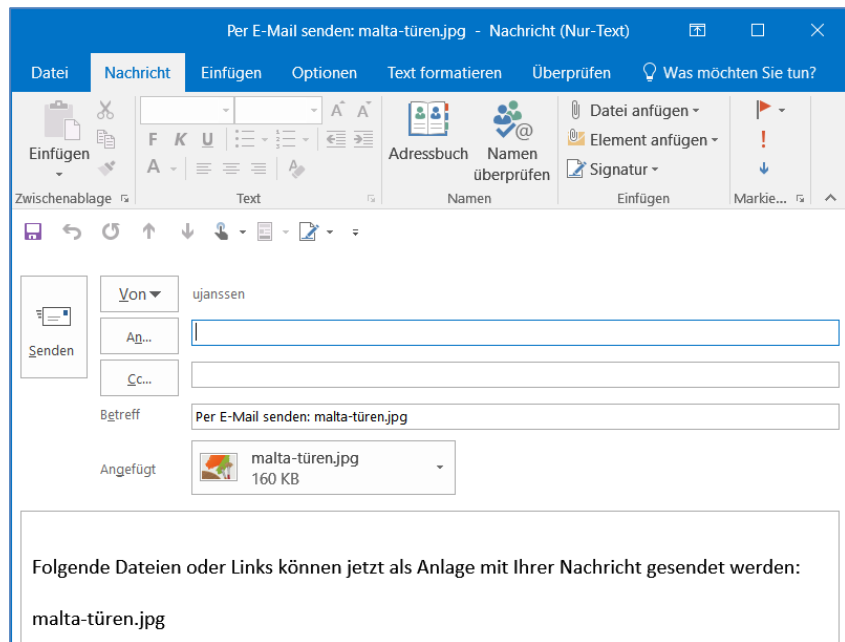 Per E-Mail senden: malta-türen.jpg - Nachricht (Nur-Text)
Datei Nachricht Einfügen Optionen Text formatieren Überprüfen Was möchten Sie tun?
Einfügen
F K U
A A
A
Adressbuch
Namen
überprüfen
Datei anfügen
Element anfügen
Signatur
Zwischenablage Text Namen Einfügen Markie...
Senden
Von ujanssen
An...
Cc...
Betreff Per E-Mail senden: malta-türen.jpg
Angefügt malta-türen.jpg
160 KB
Folgende Dateien oder Links können jetzt als Anlage mit Ihrer Nachricht gesendet werden:
malta-türen.jpg